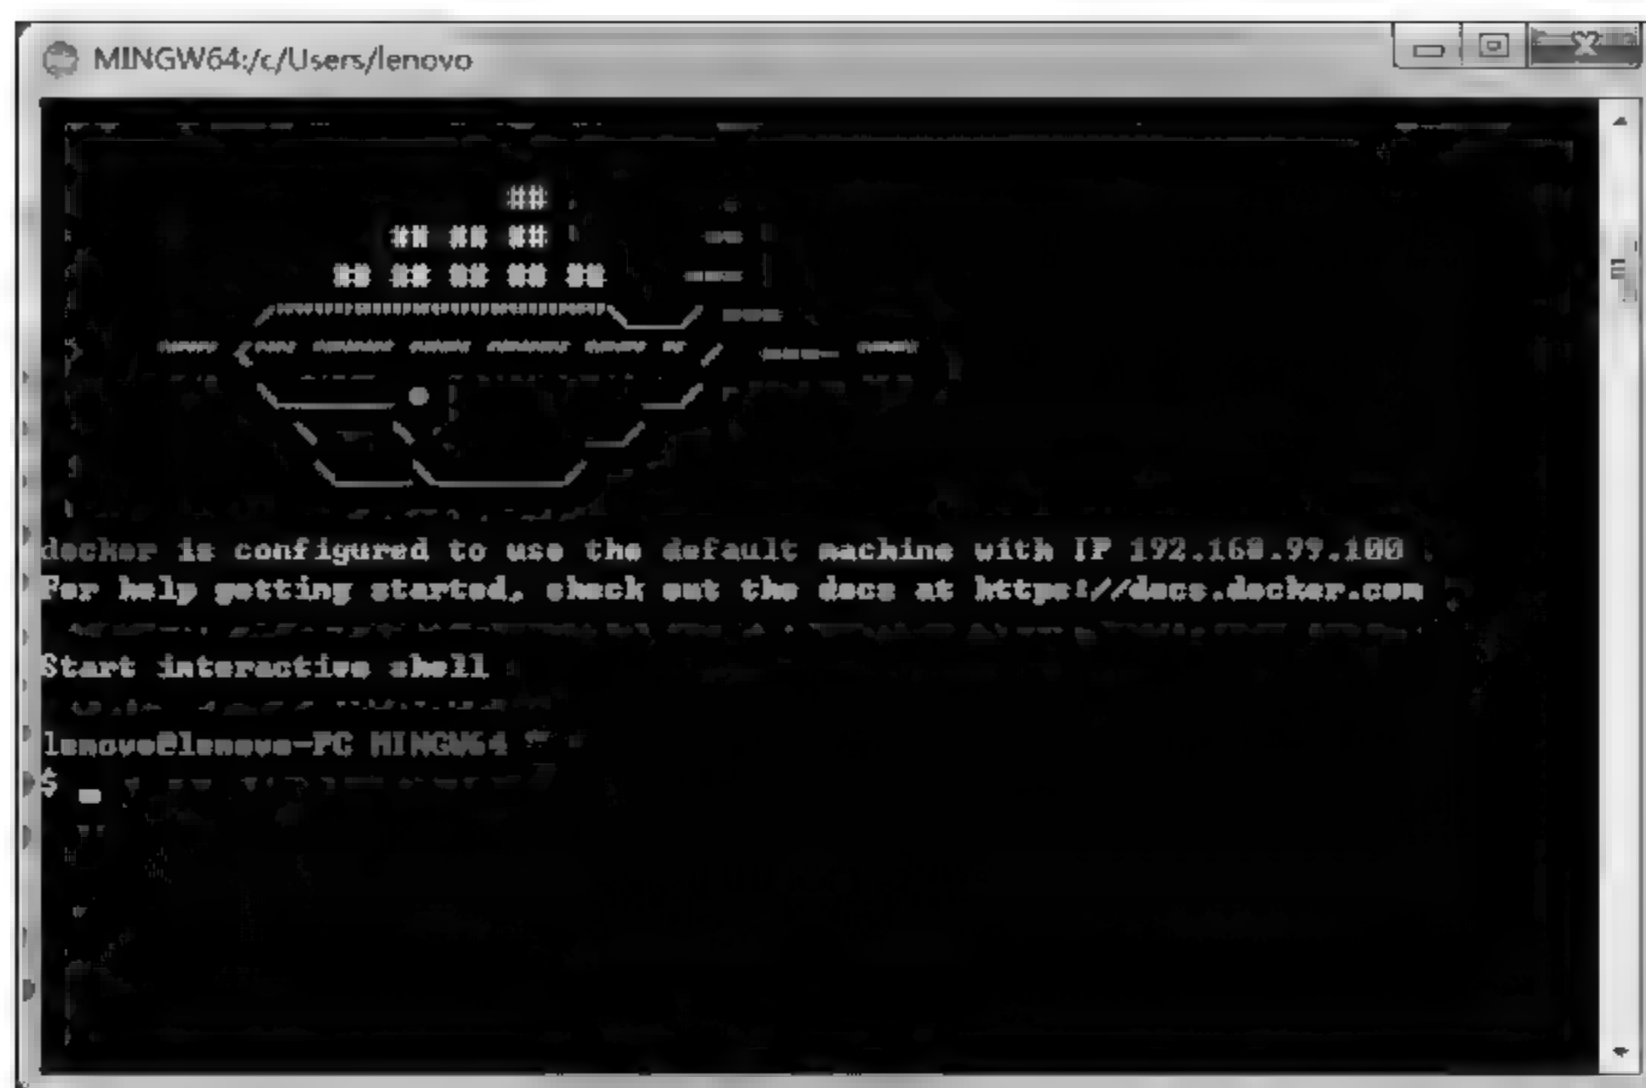 MINGW64:/c/Users/lenovo
##
## ## ##
## ## ## ## ##
docker is configured to use the default machine with IP 192.168.99.100
For help getting started, check out the docs at https://docs.docker.com
Start interactive shell
lenovo@lenovo-PC MINGW64 ~
$